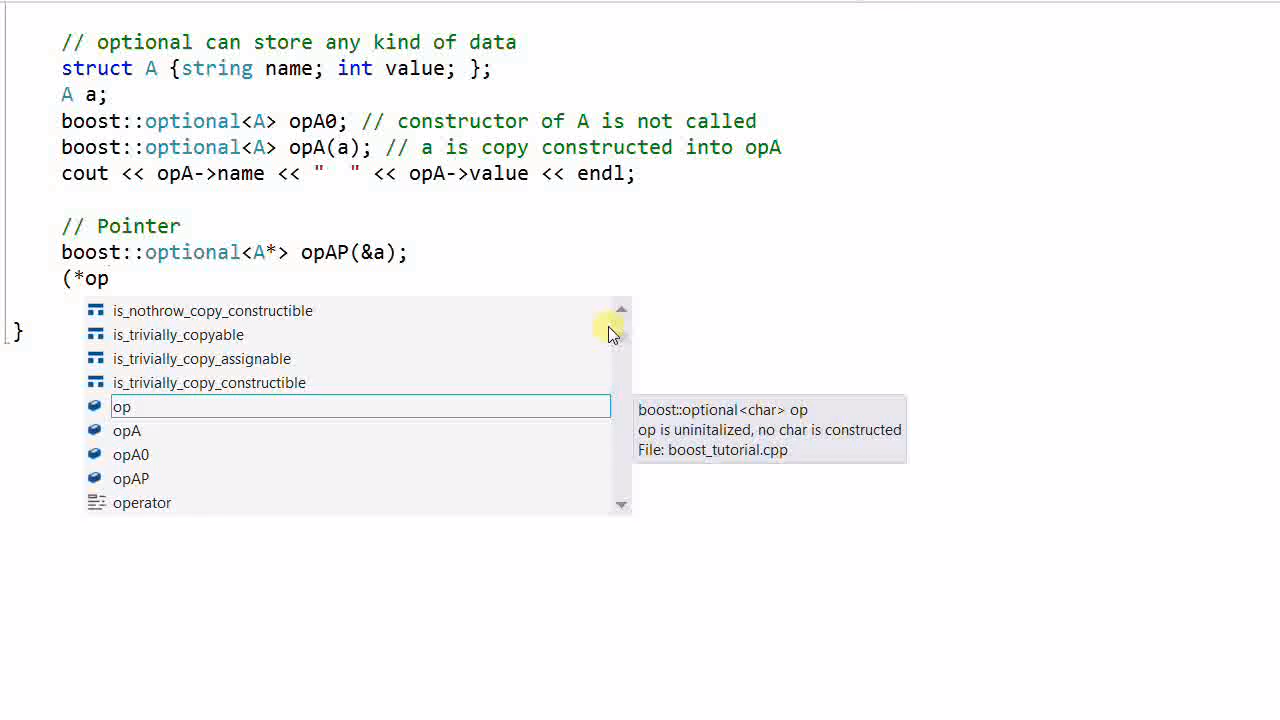 // optional can store any kind of data
struct A {string name; int value; };
A a;
boost::optional<A> opA0; // constructor of A is not called
boost::optional<A> opA(a); // a is copy constructed into opA
cout << opA->name << "  " << opA->value << endl;
// Pointer
boost::optional<A*> opAP(&a);
(*op
}
is_nothrow_copy_constructible
is_trivially_copyable
is_trivially_copy_assignable
is_trivially_copy_constructible
op
opA
opA0
opAP
operator
boost::optional<char> op
op is uninitalized, no char is constructed
File: boost_tutorial.cpp